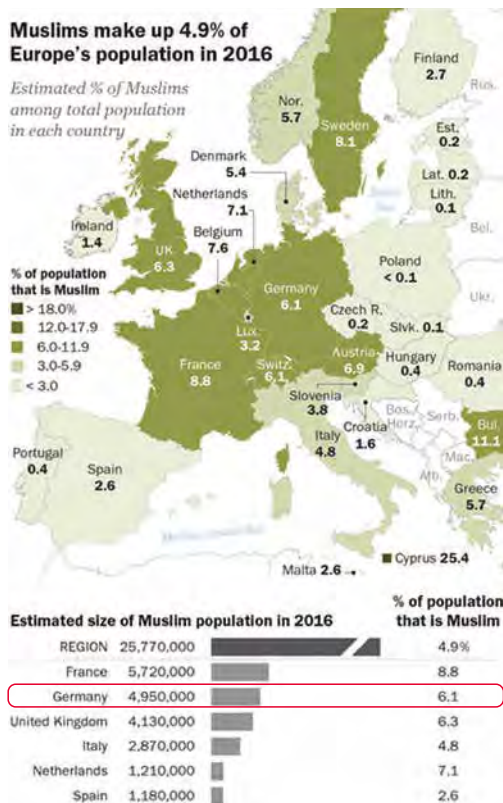 Muslims make up 4.9% of
Europe's population in 2016
Estimated % of Muslims
among total population
in each country
Finland
2.7
Rus.
Nor.
5.7
Sweden
8.1
Est.
0.2
Denmark
5.4
Lat. 0.2
Lith.
0.1
Netherlands
7.1
Ireland
1.4
Belgium
7.6
Bel.
UK
6.3
Poland
< 0.1
% of population
that is Muslim
> 18.0%
12.0-17.9
6.0-11.9
3.0-5.9
< 3.0
Germany
6.1
Ukr.
Czech R.
0.2
Lux.
3.2
Slvk. 0.1
France
8.8
Switz.
6.1
Austria
6.9
Hungary
0.4
Romania
0.4
Slovenia
3.8
Croatia
1.6
Bos./
Herz.
Serb.
Bul.
11.1
Portugal
0.4
Spain
2.6
Italy
4.8
Mac.
Alb.
Greece
5.7
Malta 2.6
Cyprus 25.4
Estimated size of Muslim population in 2016
% of population
that is Muslim
REGION 25,770,000 4.9%
France 5,720,000 8.8
Germany 4,950,000 6.1
United Kingdom 4,130,000 6.3
Italy 2,870,000 4.8
Netherlands 1,210,000 7.1
Spain 1,180,000 2.6